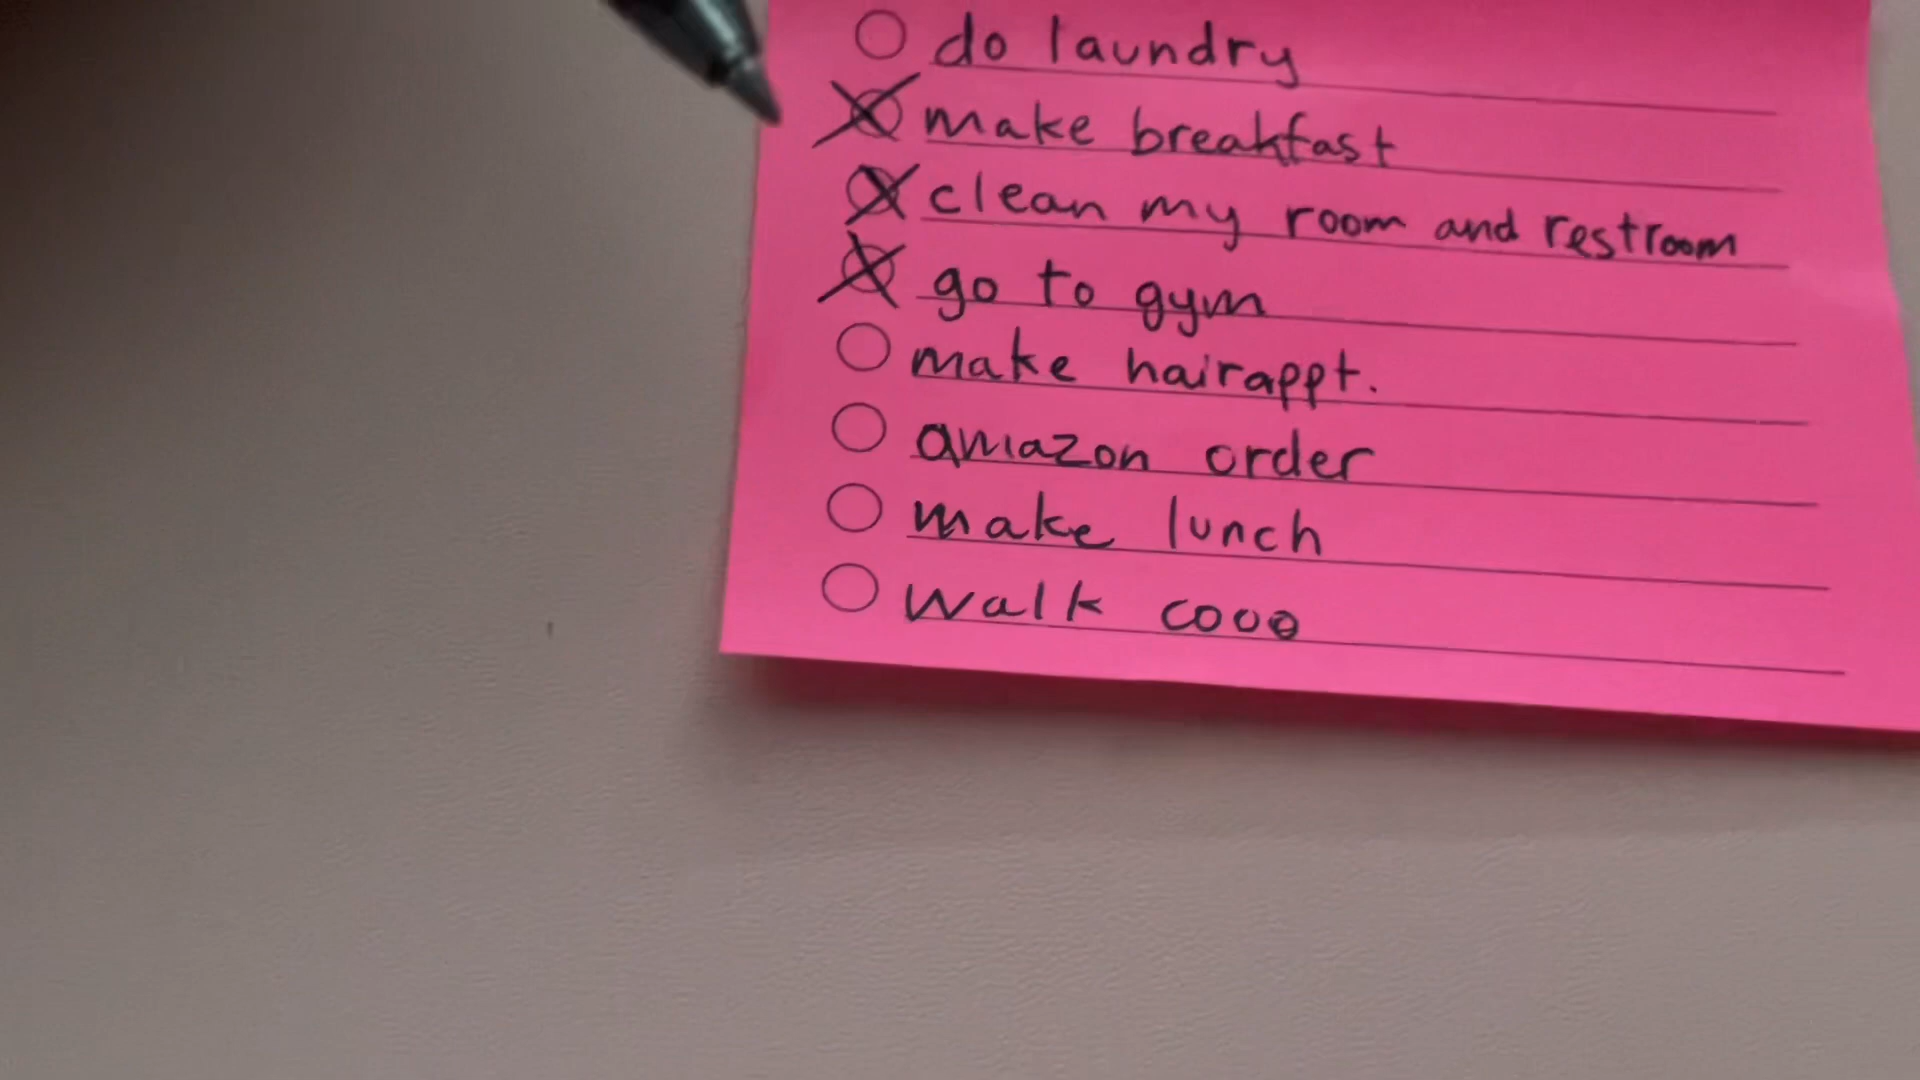 do laundry
make breakfast
clean my room and restroom
go to gym
make hairappt.
amazon order
make lunch
walk cooo